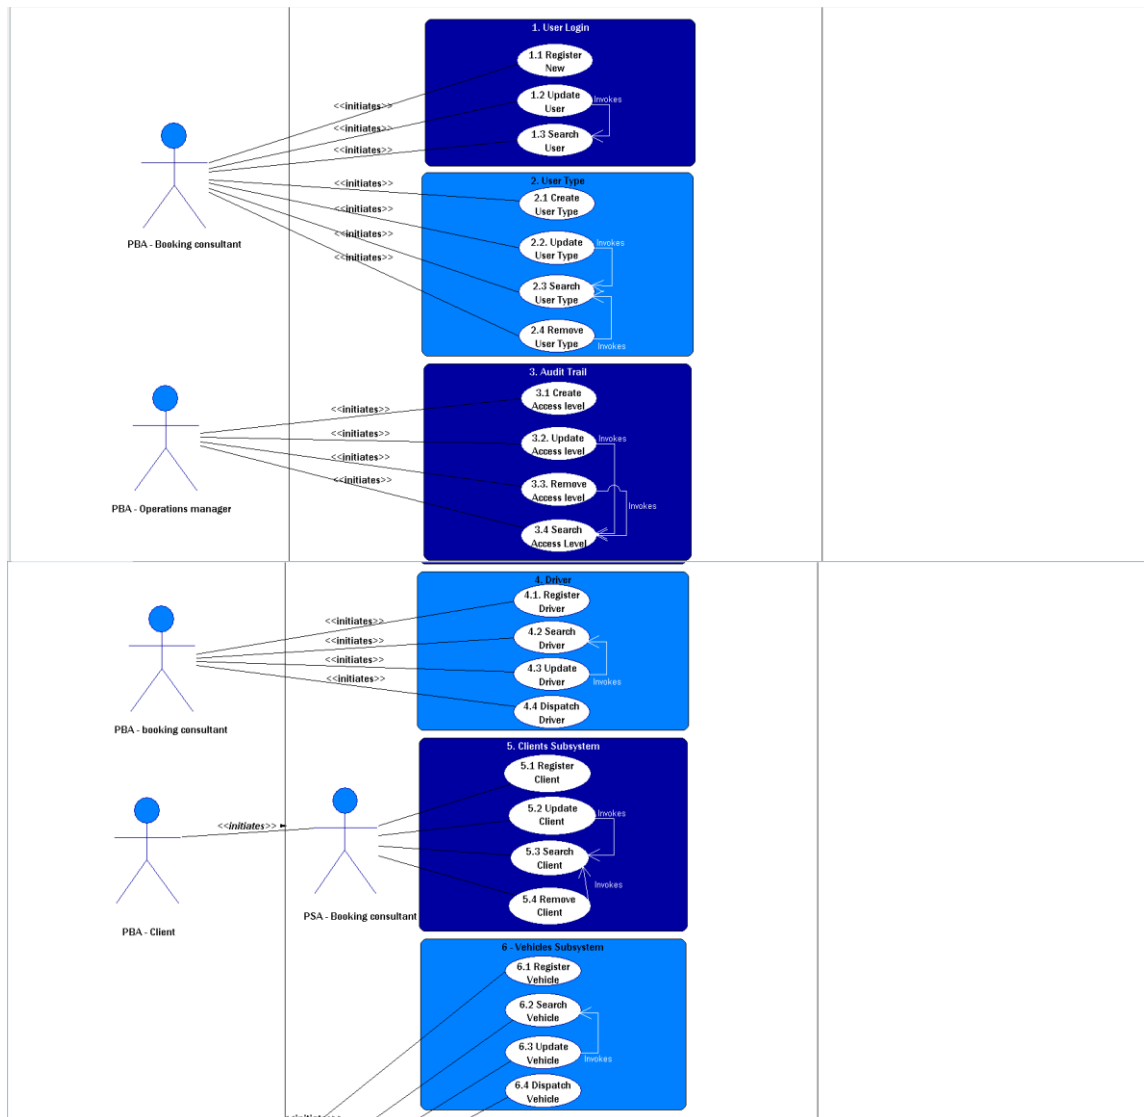 1. User Login
1.1 Register
New
<<initiates>>
1.2 Update
User
Invokes
<<initiates>>
1.3 Search
User
<<initiates>>
PBA - Booking consultant
2. User Type
<<initiates>>
2.1 Create
User Type
<<initiates>>
2.2. Update
User Type
Invokes
<<initiates>>
2.3 Search
User Type
<<initiates>>
2.4 Remove
User Type
Invokes
3. Audit Trail
3.1 Create
Access level
<<initiates>>
3.2. Update
Access level
Invokes
<<initiates>>
<<initiates>>
3.3. Remove
Access level
Invokes
<<initiates>>
3.4 Search
Access Level
PBA - Operations manager
4. Driver
4.1. Register
Driver
<<initiates>>
4.2 Search
Driver
<<initiates>>
4.3 Update
Driver
Invokes
<<initiates>>
4.4 Dispatch
Driver
<<initiates>>
PBA - booking consultant
5. Clients Subsystem
5.1 Register
Client
5.2 Update
Client
Invokes
<<initiates>>
5.3 Search
Client
Invokes
5.4 Remove
Client
PSA - Booking consultant
PBA - Client
6 - Vehicles Subsystem
6.1 Register
Vehicle
6.2 Search
Vehicle
6.3 Update
Vehicle
Invokes
6.4 Dispatch
Vehicle